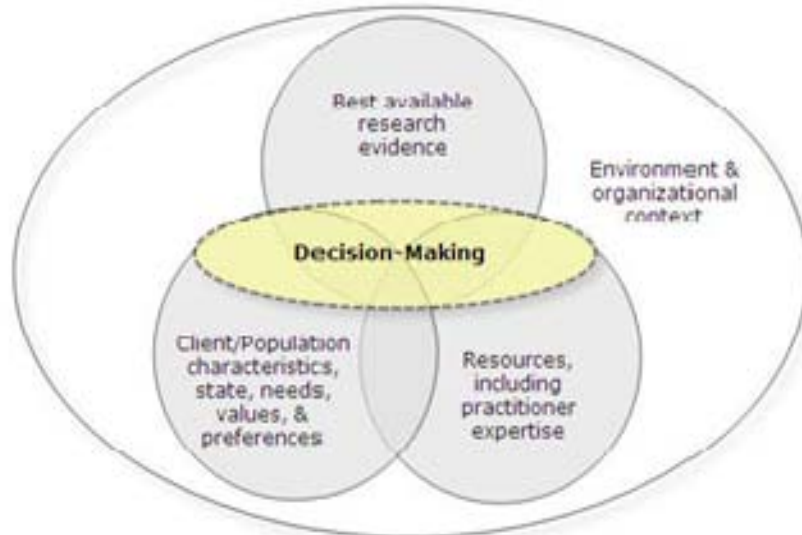 Best available
research
evidence
Environment &
organizational
context
Decision-Making
Client/Population
characteristics,
state, needs,
values, &
preferences
Resources,
including
practitioner
expertise